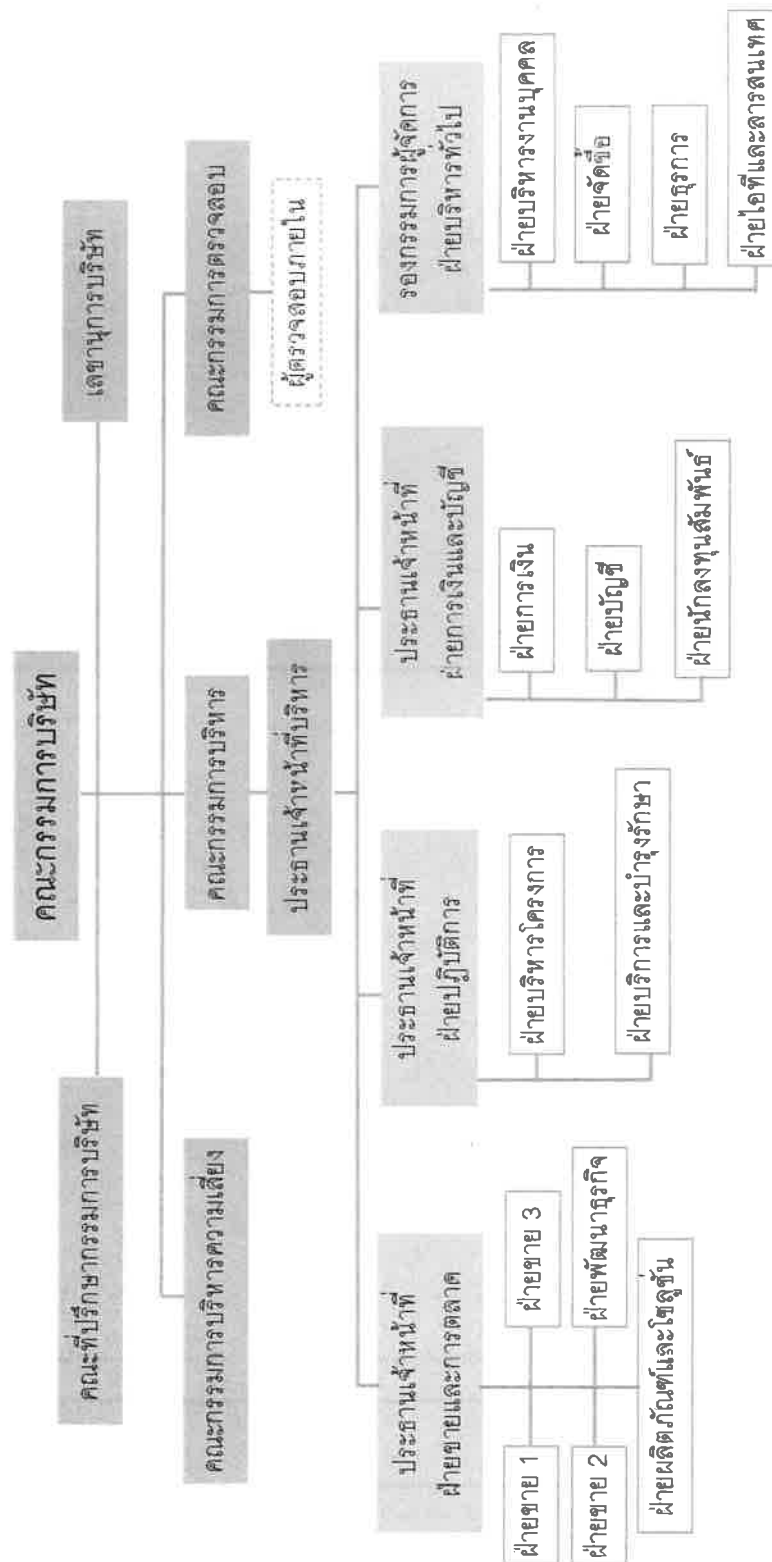 คณะกรรมการบริษัท
คณะที่ปรึกษากรรมการบริษัท
เลขานุการบริษัท
คณะกรรมการบริหารความเสี่ยง
คณะกรรมการบริหาร
คณะกรรมการตรวจสอบ
ประธานเจ้าหน้าที่บริหาร
ผู้ตรวจสอบภายใน
ประธานเจ้าหน้าที่
ฝ่ายขายและการตลาด
ประธานเจ้าหน้าที่
ฝ่ายปฏิบัติการ
ประธานเจ้าหน้าที่
ฝ่ายการเงินและบัญชี
รองกรรมการผู้จัดการ
ฝ่ายบริหารทั่วไป
ฝ่ายขาย 1
ฝ่ายขาย 3
ฝ่ายขาย 2
ฝ่ายพัฒนาธุรกิจ
ฝ่ายผลิตภัณฑ์และโซลูชั่น
ฝ่ายบริหารโครงการ
ฝ่ายบริการและบำรุงรักษา
ฝ่ายการเงิน
ฝ่ายบัญชี
ฝ่ายนักลงทุนสัมพันธ์
ฝ่ายบริหารงานบุคคล
ฝ่ายจัดซื้อ
ฝ่ายธุรการ
ฝ่ายไอทีและสารสนเทศ